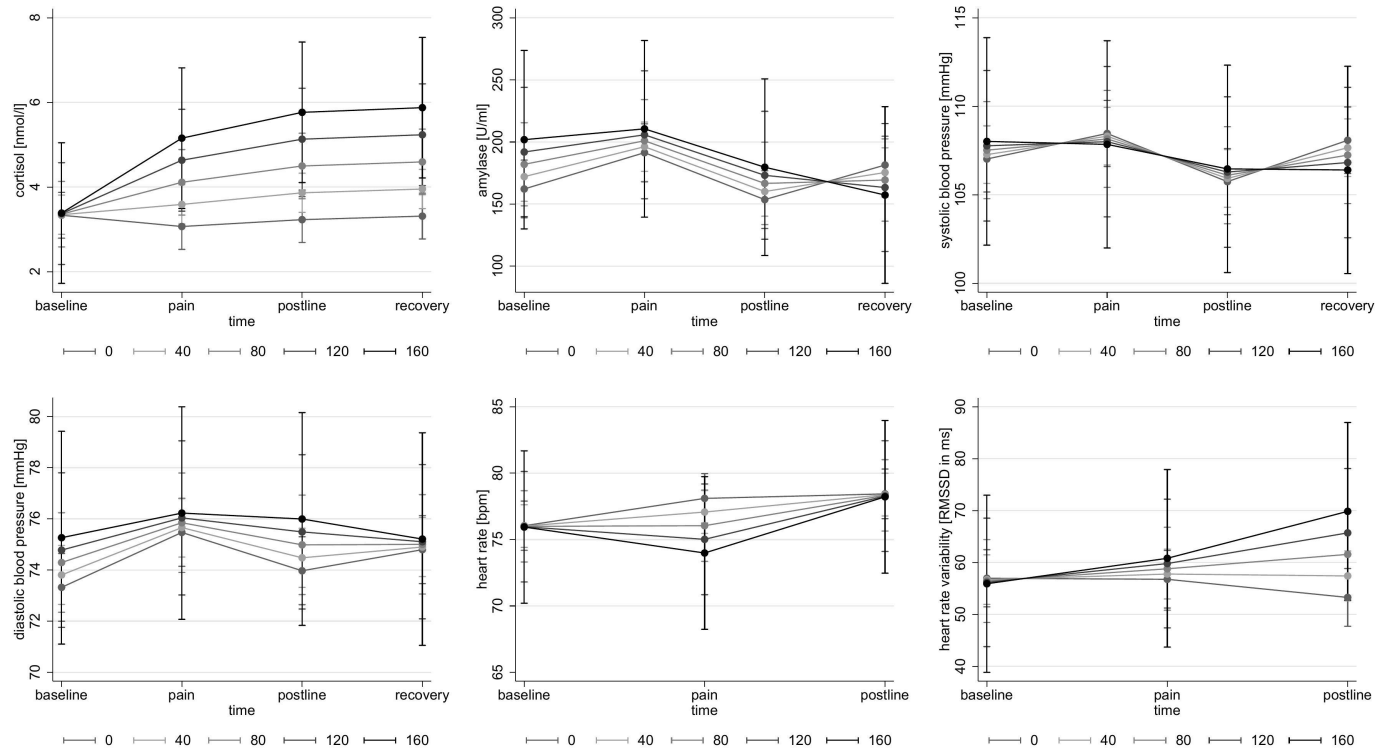 cortisol [nmol/l]
8
6
4
2
baseline pain postline recovery
time
0 40 80 120 160
amylase [U/ml]
300
250
200
150
100
baseline pain postline recovery
time
0 40 80 120 160
systolic blood pressure [mmHg]
115
110
105
100
baseline pain postline recovery
time
0 40 80 120 160
diastolic blood pressure [mmHg]
80
78
76
74
72
70
baseline pain postline recovery
time
0 40 80 120 160
heart rate [bpm]
85
80
75
70
65
baseline pain postline
time
0 40 80 120 160
heart rate variability [RMSSD in ms]
90
80
70
60
50
40
baseline pain postline
time
0 40 80 120 160